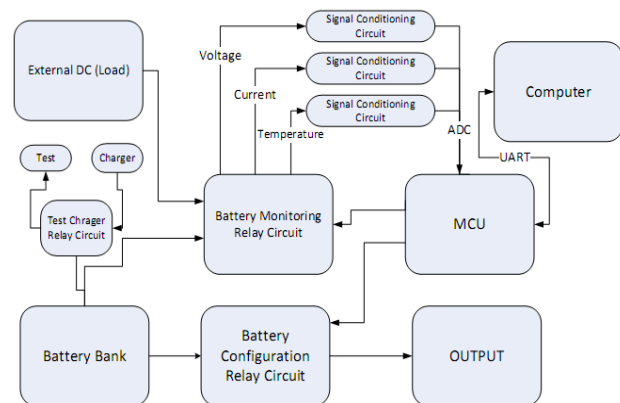 Signal Conditioning
Circuit
Voltage
External DC (Load)
Signal Conditioning
Circuit
Current
Computer
Signal Conditioning
Circuit
Temperature
ADC
Test
Charger
UART
Test Chrager
Relay Circuit
Battery Monitoring
Relay Circuit
MCU
Battery Bank
Battery
Configuration
Relay Circuit
OUTPUT